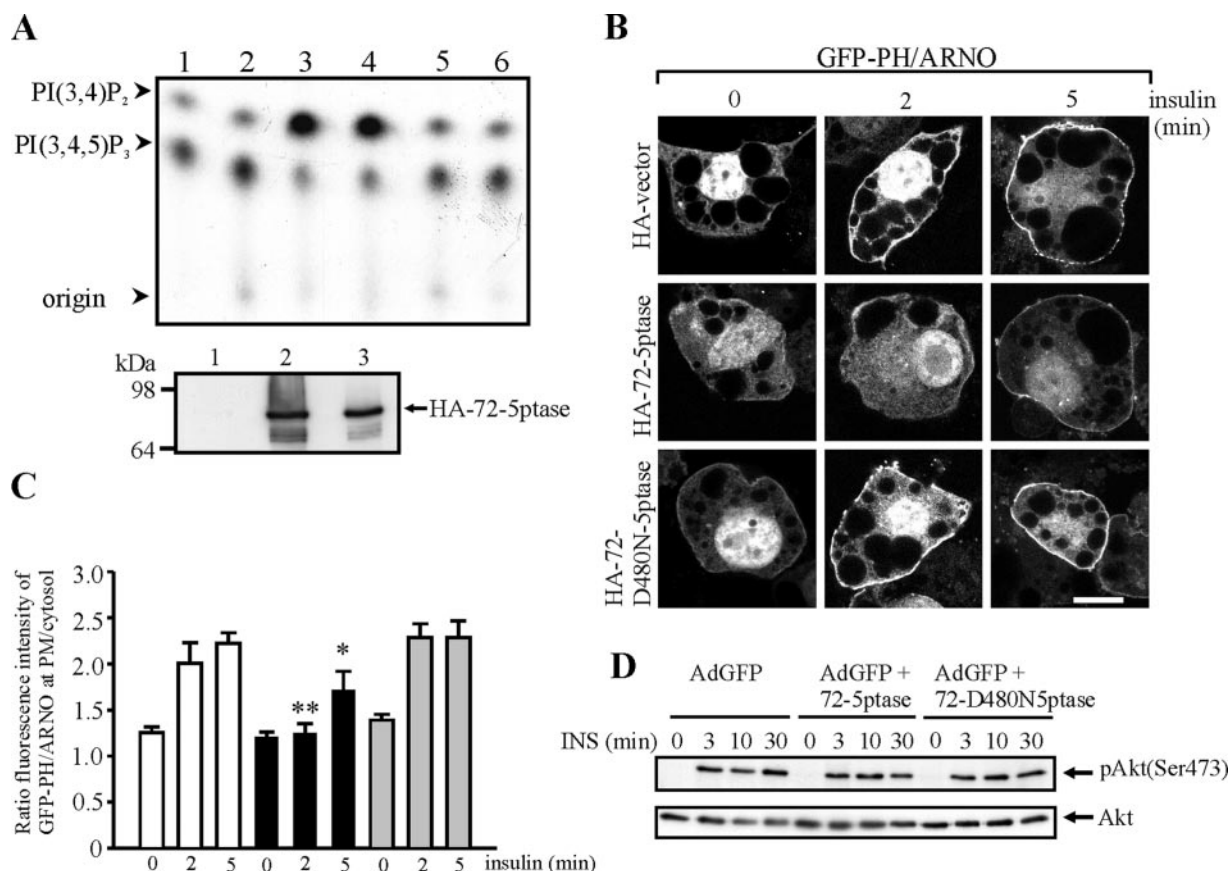 A
1 2 3 4 5 6
PI(3,4)P2
PI(3,4,5)P3
origin
kDa
1 2 3
98
64
HA-72-5ptase
B
GFP-PH/ARNO
0 2 5 insulin (min)
HA-vector
HA-72-5ptase
HA-72-D480N-5ptase
C
Ratio fluorescence intensity of
GFP-PH/ARNO at PM/cytosol
3.0
2.5
2.0
1.5
1.0
0
** *
0 2 5 0 2 5 0 2 5 insulin (min)
D
AdGFP
AdGFP + 72-5ptase
AdGFP + 72-D480N5ptase
INS (min) 0 3 10 30 0 3 10 30 0 3 10 30
pAkt(Ser473)
Akt